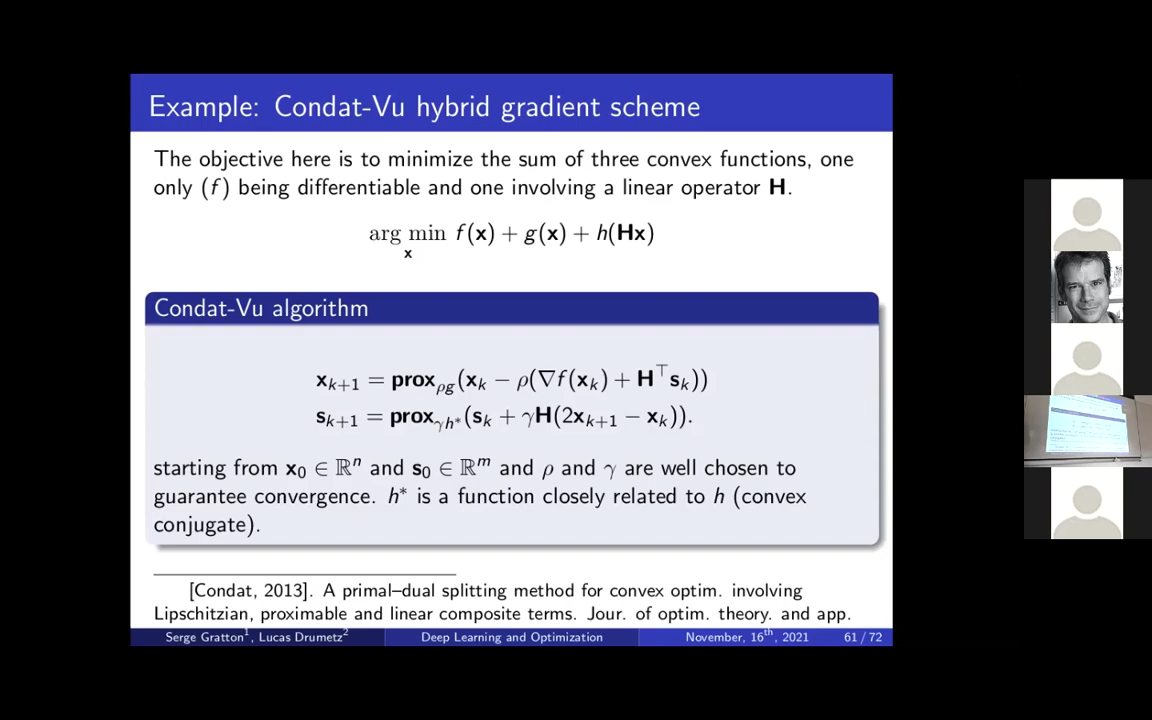 Example: Condat-Vu hybrid gradient scheme
The objective here is to minimize the sum of three convex functions, one
only (f) being differentiable and one involving a linear operator H.
arg min f(x) + g(x) + h(Hx)
x
Condat-Vu algorithm
x_{k+1} = prox_{ρg}(x_k − ρ(∇f(x_k) + H^⊤ s_k))
s_{k+1} = prox_{γh*}(s_k + γH(2x_{k+1} − x_k)).
starting from x_0 ∈ ℝ^n and s_0 ∈ ℝ^m and ρ and γ are well chosen to
guarantee convergence. h* is a function closely related to h (convex
conjugate).
[Condat, 2013]. A primal–dual splitting method for convex optim. involving
Lipschitzian, proximable and linear composite terms. Jour. of optim. theory. and app.
Serge Gratton^1, Lucas Drumetz^2 Deep Learning and Optimization November, 16^th, 2021 61 / 72